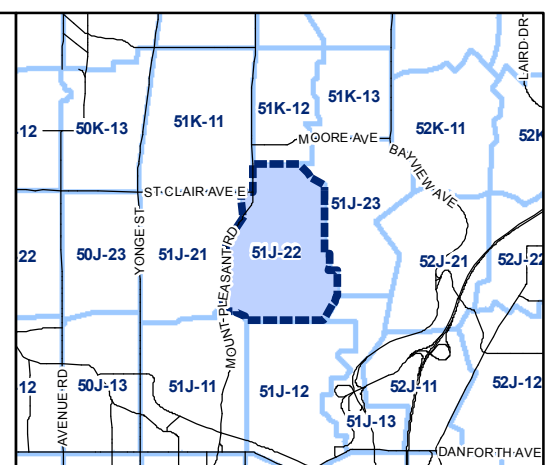 LAIRD DR
51K-13
51K-12
50K-13
51K-11
52K-11
-12
52K
MOORE AVE
BAYVIEW AVE
ST CLAIR AVE E
51J-23
YONGE ST
MOUNT PLEASANT RD
22
50J-23
51J-21
51J-22
52J-21
52J-22
-12
50J-13
51J-11
51J-12
52J-11
52J-12
AVENUE RD
51J-13
DANFORTH AVE